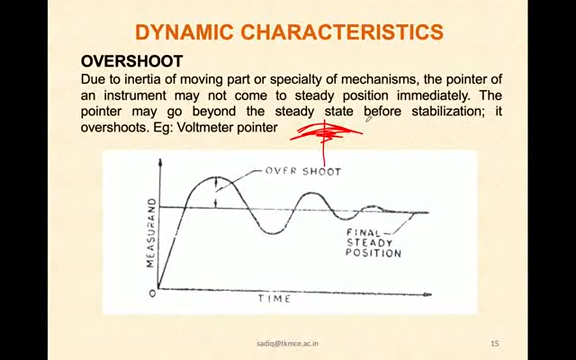 DYNAMIC CHARACTERISTICS
OVERSHOOT
Due to inertia of moving part or specialty of mechanisms, the pointer of
an instrument may not come to steady position immediately. The
pointer may go beyond the steady state before stabilization; it
overshoots. Eg: Voltmeter pointer
OVER SHOOT
MEASURAND
FINAL
STEADY
POSITION
O
TIME
sadiq@tkmce.ac.in
15